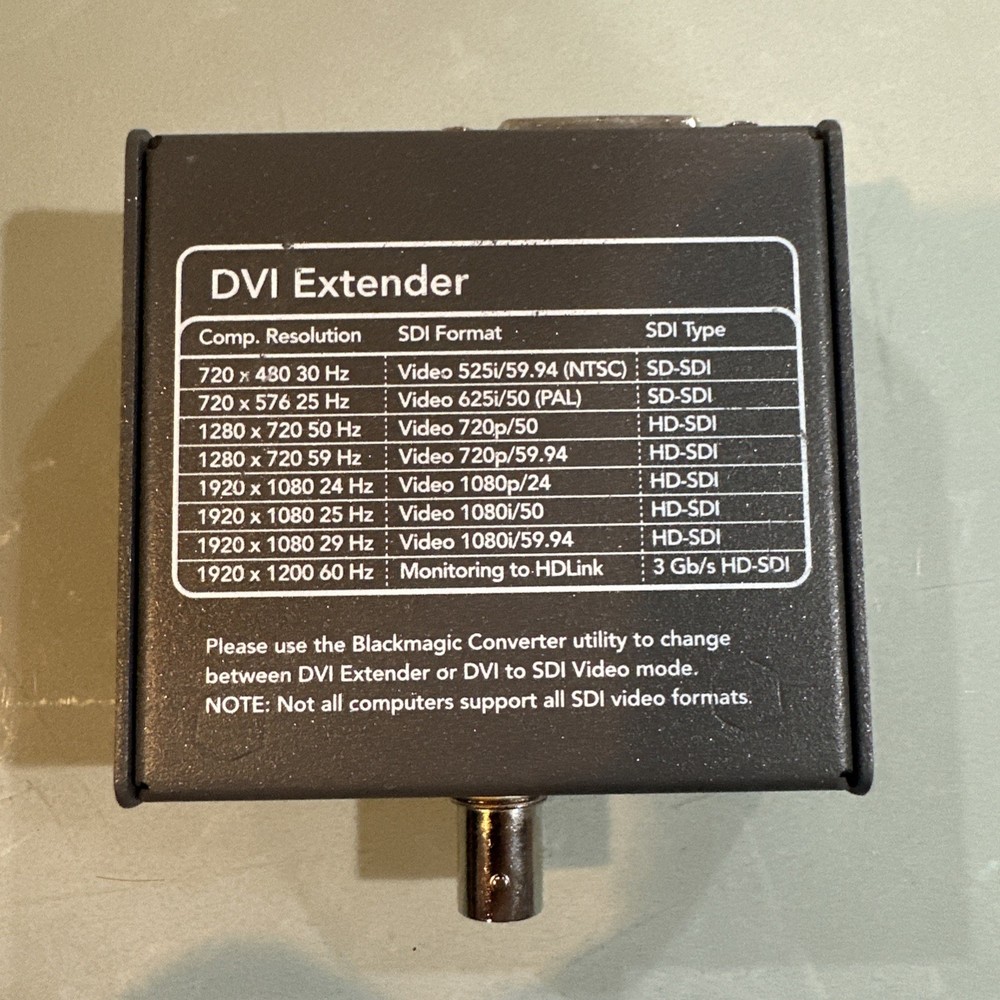 DVI Extender
Comp. Resolution SDI Format SDI Type
720 x 480 30 Hz Video 525i/59.94 (NTSC) SD-SDI
720 x 576 25 Hz Video 625i/50 (PAL) SD-SDI
1280 x 720 50 Hz Video 720p/50 HD-SDI
1280 x 720 59 Hz Video 720p/59.94 HD-SDI
1920 x 1080 24 Hz Video 1080p/24 HD-SDI
1920 x 1080 25 Hz Video 1080i/50 HD-SDI
1920 x 1080 29 Hz Video 1080i/59.94 HD-SDI
1920 x 1200 60 Hz Monitoring to HDLink 3 Gb/s HD-SDI
Please use the Blackmagic Converter utility to change
between DVI Extender or DVI to SDI Video mode.
NOTE: Not all computers support all SDI video formats.